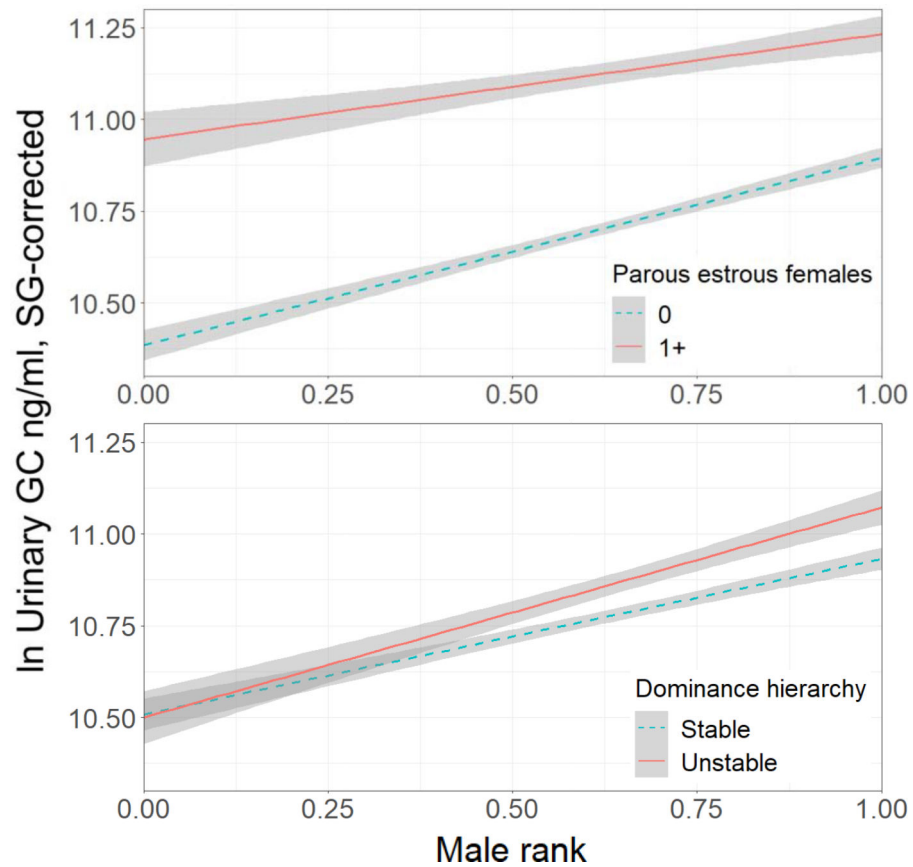 ln Urinary GC ng/ml, SG-corrected
11.25
11.00
10.75
10.50
Parous estrous females
0
1+
0.00 0.25 0.50 0.75 1.00
11.25
11.00
10.75
10.50
Dominance hierarchy
Stable
Unstable
0.00 0.25 0.50 0.75 1.00
Male rank